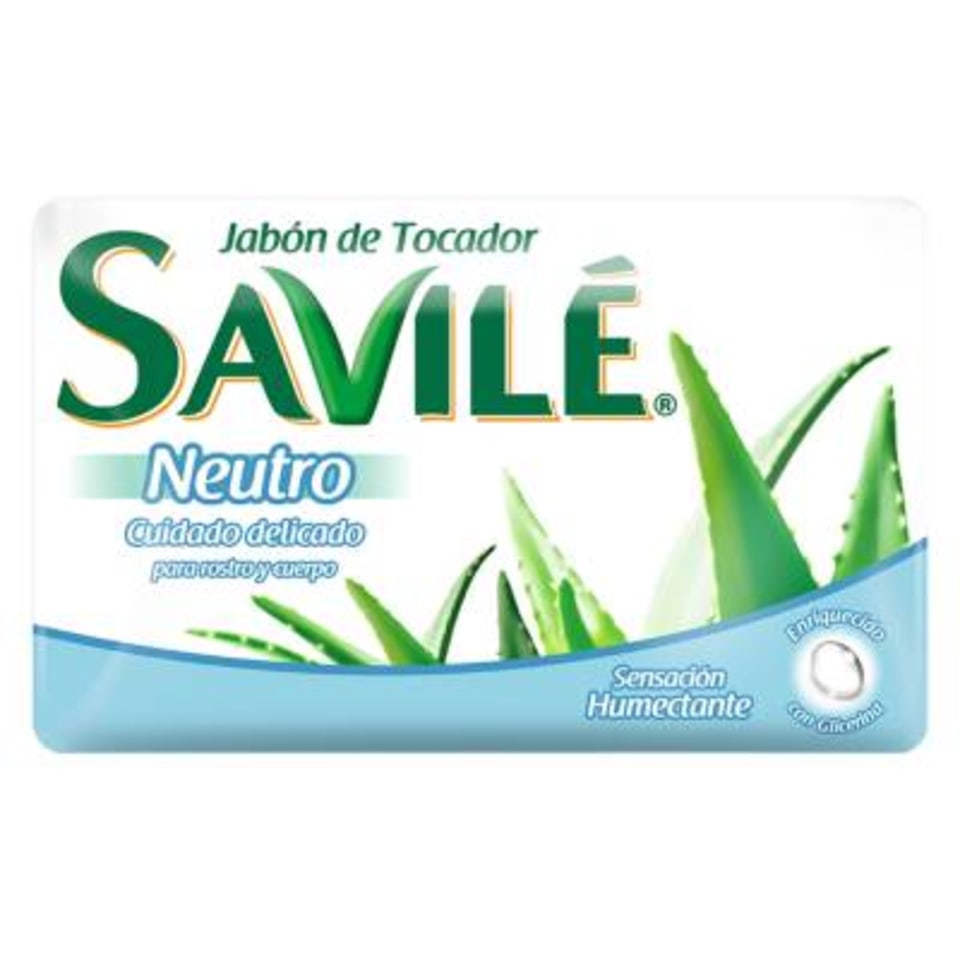 Jabón de Tocador
SAVILÉ®
Neutro
Cuidado delicado
para rostro y cuerpo
Sensación
Humectante
Enriquecido
con Glicerina